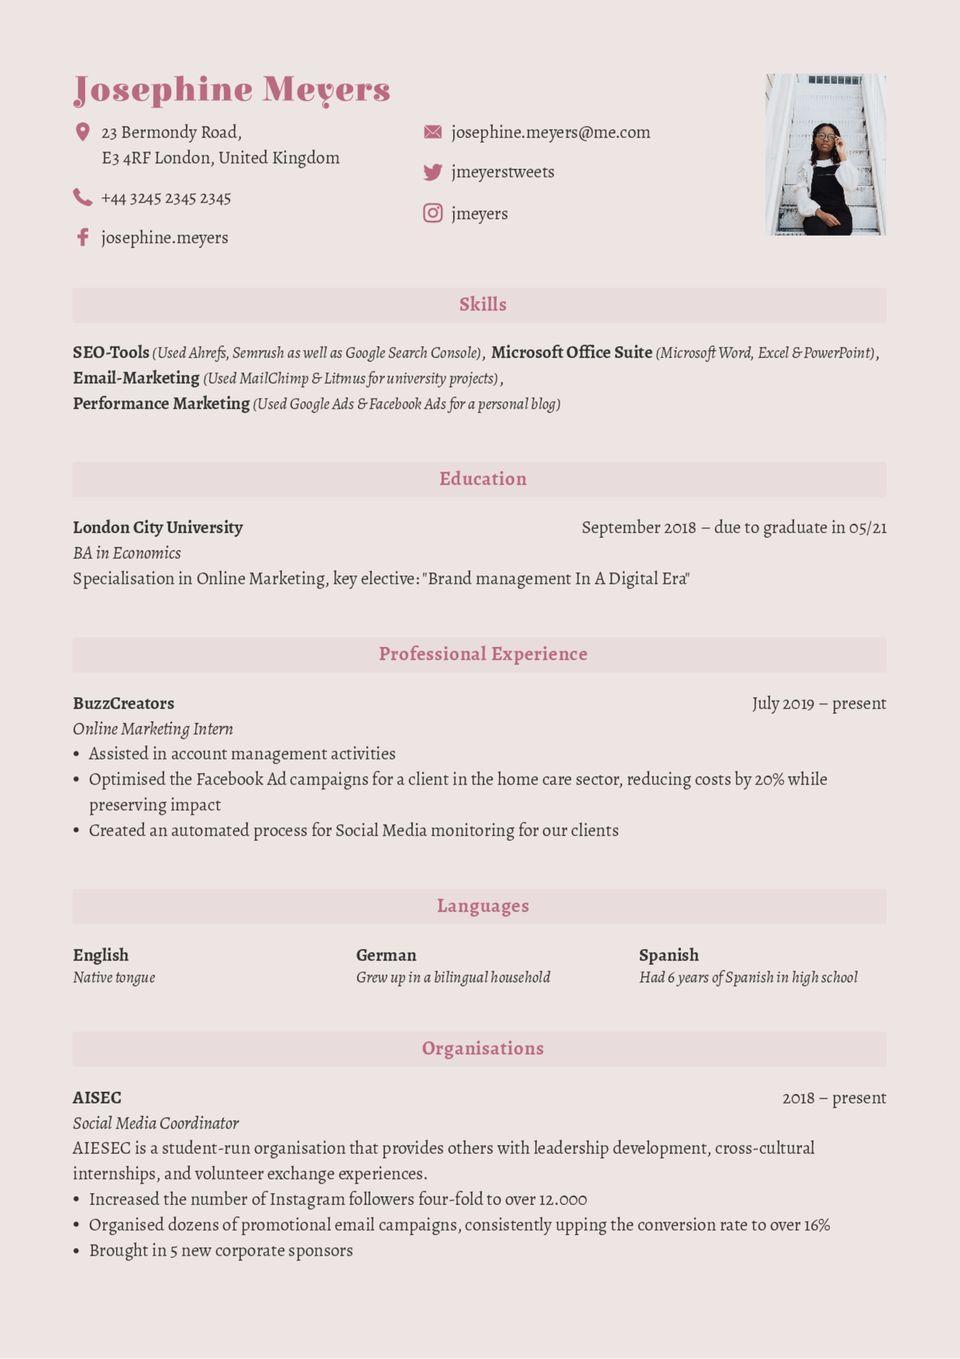 Josephine Meyers
23 Bermondy Road,
E3 4RF London, United Kingdom
+44 3245 2345 2345
josephine.meyers
josephine.meyers@me.com
jmeyerstweets
jmeyers
Skills
SEO-Tools (Used Ahrefs, Semrush as well as Google Search Console), Microsoft Office Suite (Microsoft Word, Excel & PowerPoint),
Email-Marketing (Used MailChimp & Litmus for university projects),
Performance Marketing (Used Google Ads & Facebook Ads for a personal blog)
Education
London City University September 2018 – due to graduate in 05/21
BA in Economics
Specialisation in Online Marketing, key elective: "Brand management In A Digital Era"
Professional Experience
BuzzCreators July 2019 – present
Online Marketing Intern
• Assisted in account management activities
• Optimised the Facebook Ad campaigns for a client in the home care sector, reducing costs by 20% while
preserving impact
• Created an automated process for Social Media monitoring for our clients
Languages
English German Spanish
Native tongue Grew up in a bilingual household Had 6 years of Spanish in high school
Organisations
AISEC 2018 – present
Social Media Coordinator
AIESEC is a student-run organisation that provides others with leadership development, cross-cultural
internships, and volunteer exchange experiences.
• Increased the number of Instagram followers four-fold to over 12.000
• Organised dozens of promotional email campaigns, consistently upping the conversion rate to over 16%
• Brought in 5 new corporate sponsors